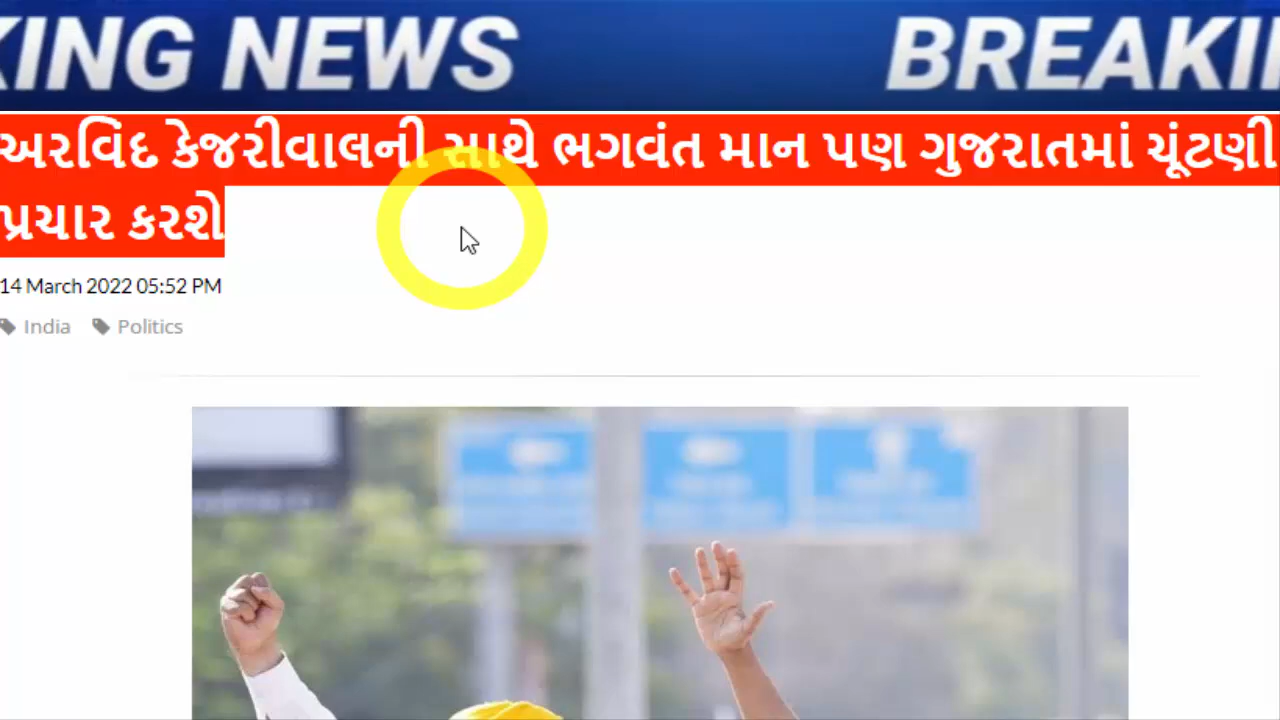 KING NEWS BREAKI
અરવિંદ કેજરીવાલની સાથે ભગવંત માન પણ ગુજરાતમાં ચૂંટણી
પ્રચાર કરશે
14 March 2022 05:52 PM
India Politics